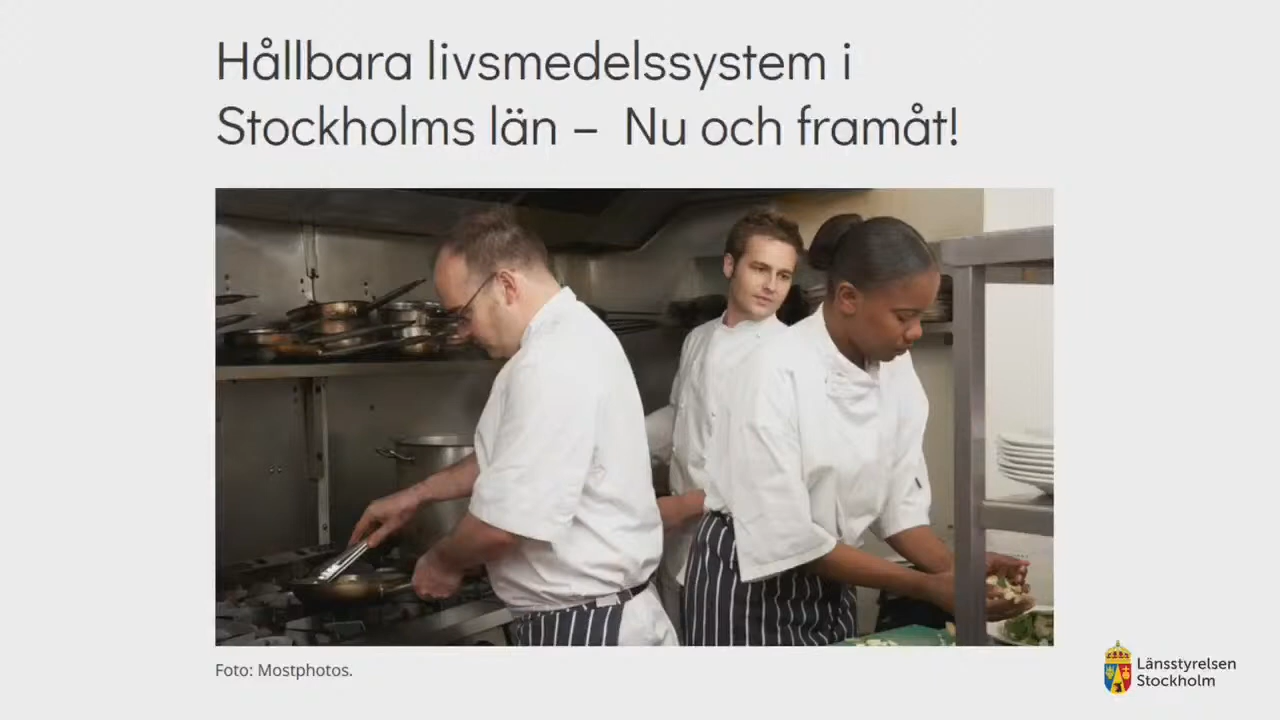 Hållbara livsmedelssystem i
Stockholms län – Nu och framåt!
Foto: Mostphotos.
Länsstyrelsen
Stockholm